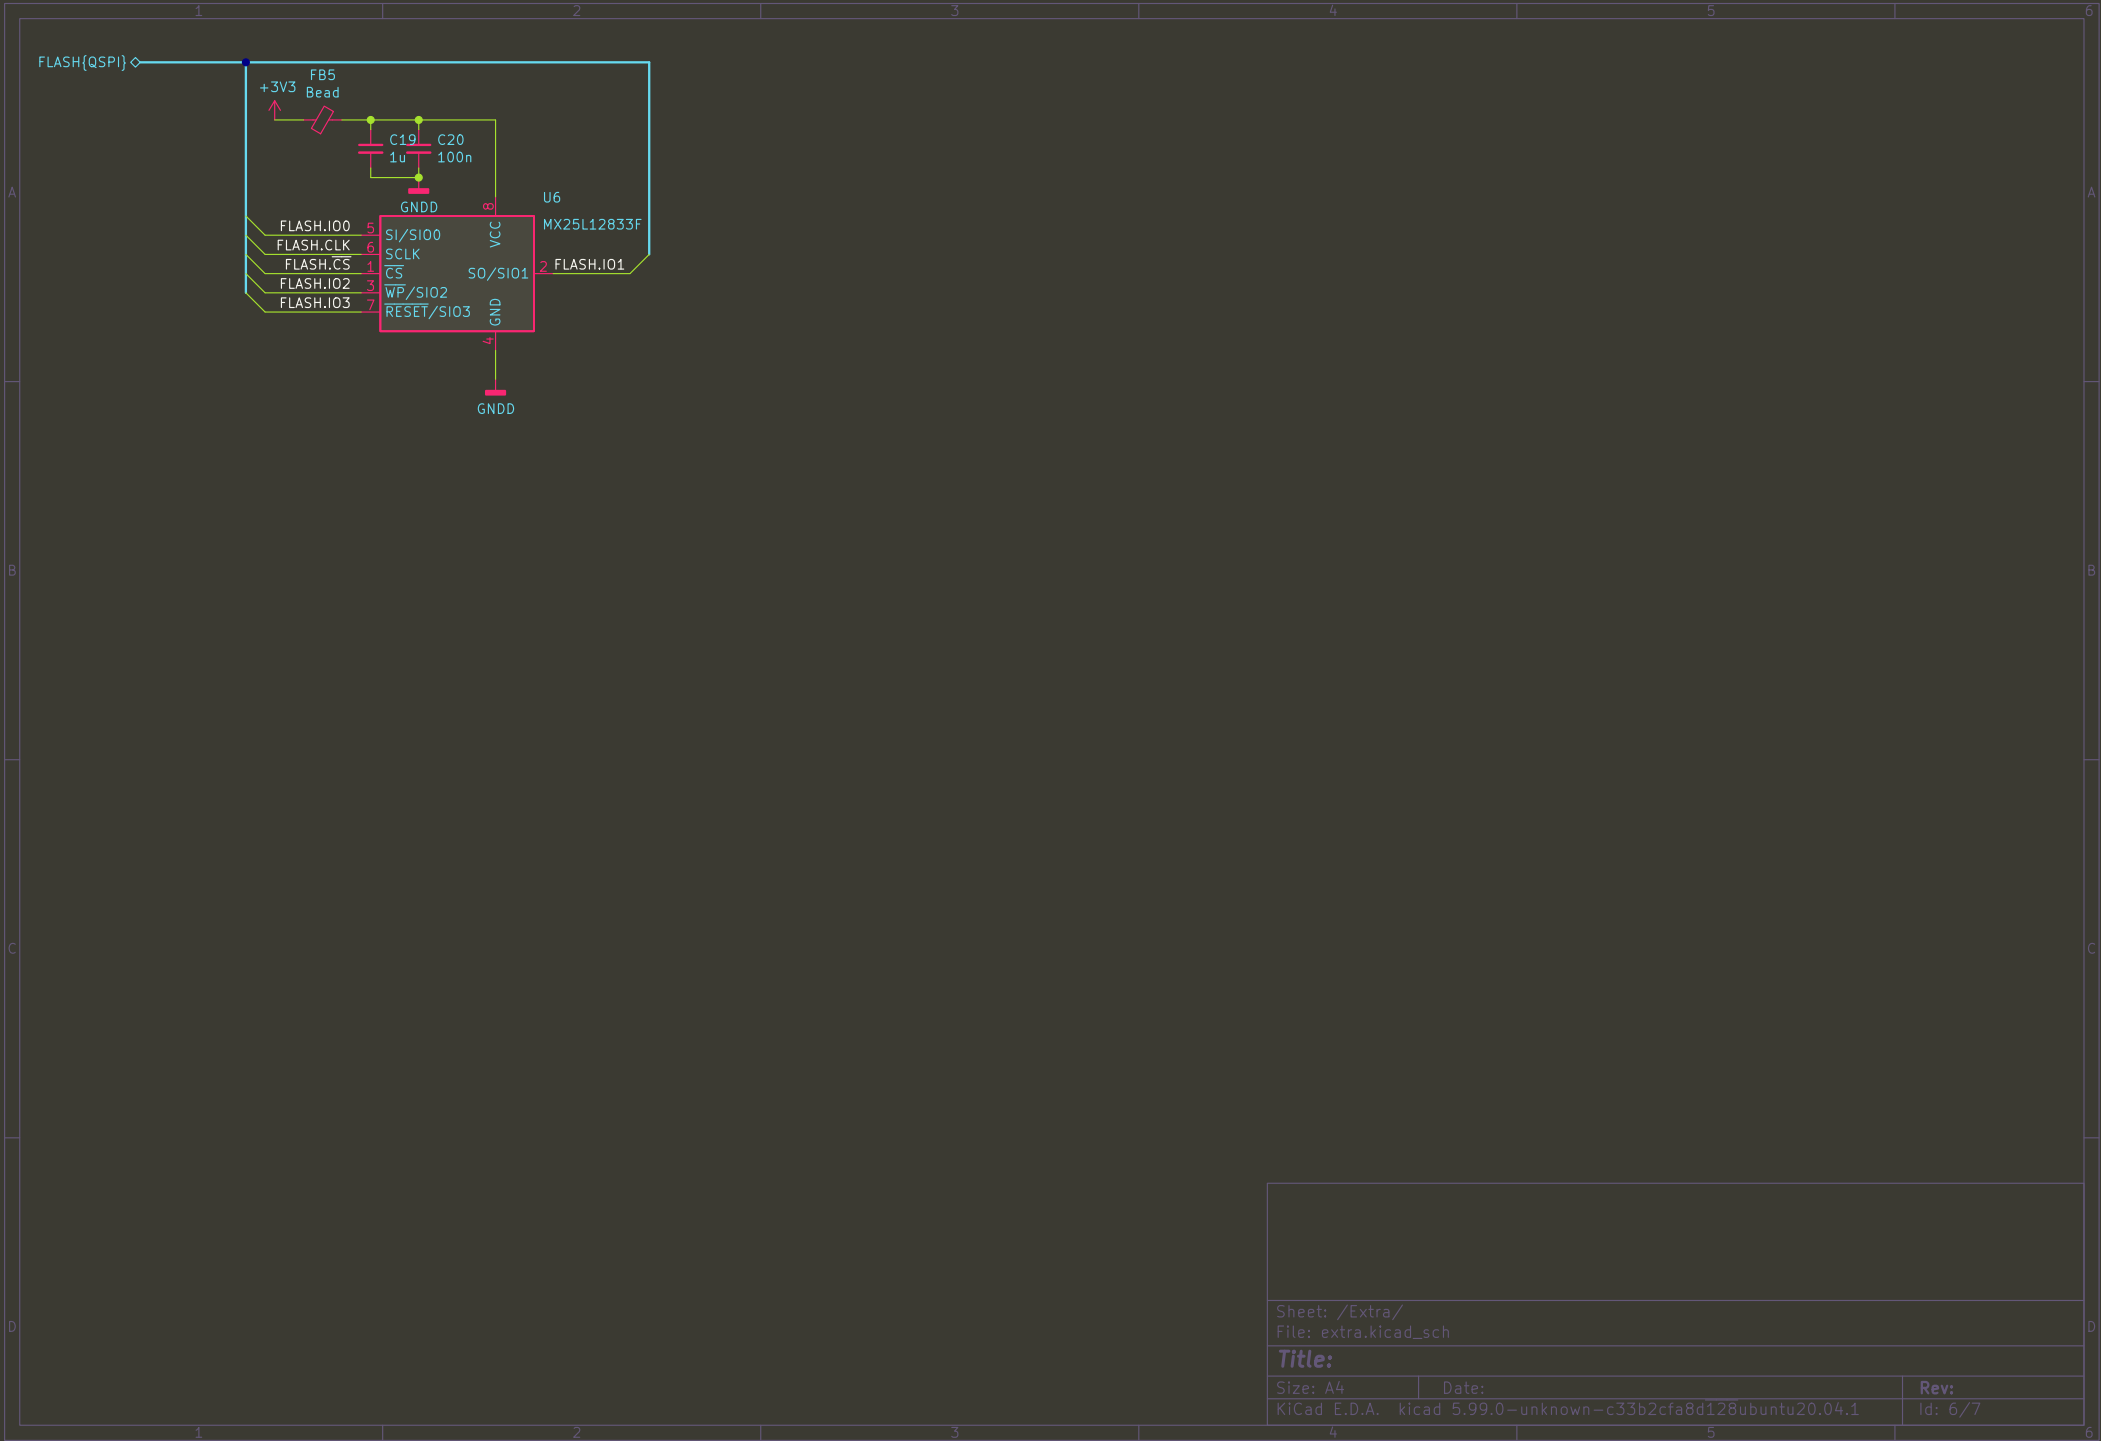 1 2 3 4 5 6
FLASH{QSPI}
FB5
+3V3 Bead
C19 C20
1u 100n
A A
U6
GNDD 8
MX25L12833F
FLASH.IO0 5 SI/SIO0 VCC
FLASH.CLK 6 SCLK
FLASH.CS 1 CS SO/SIO1 2 FLASH.IO1
FLASH.IO2 3 WP/SIO2
FLASH.IO3 7 RESET/SIO3 GND
4
GNDD
B B
C C
Sheet: /Extra/
D D
File: extra.kicad_sch
Title:
Size: A4 Date: Rev:
KiCad E.D.A. kicad 5.99.0-unknown-c33b2cfa8d128ubuntu20.04.1 Id: 6/7
1 2 3 4 5 6